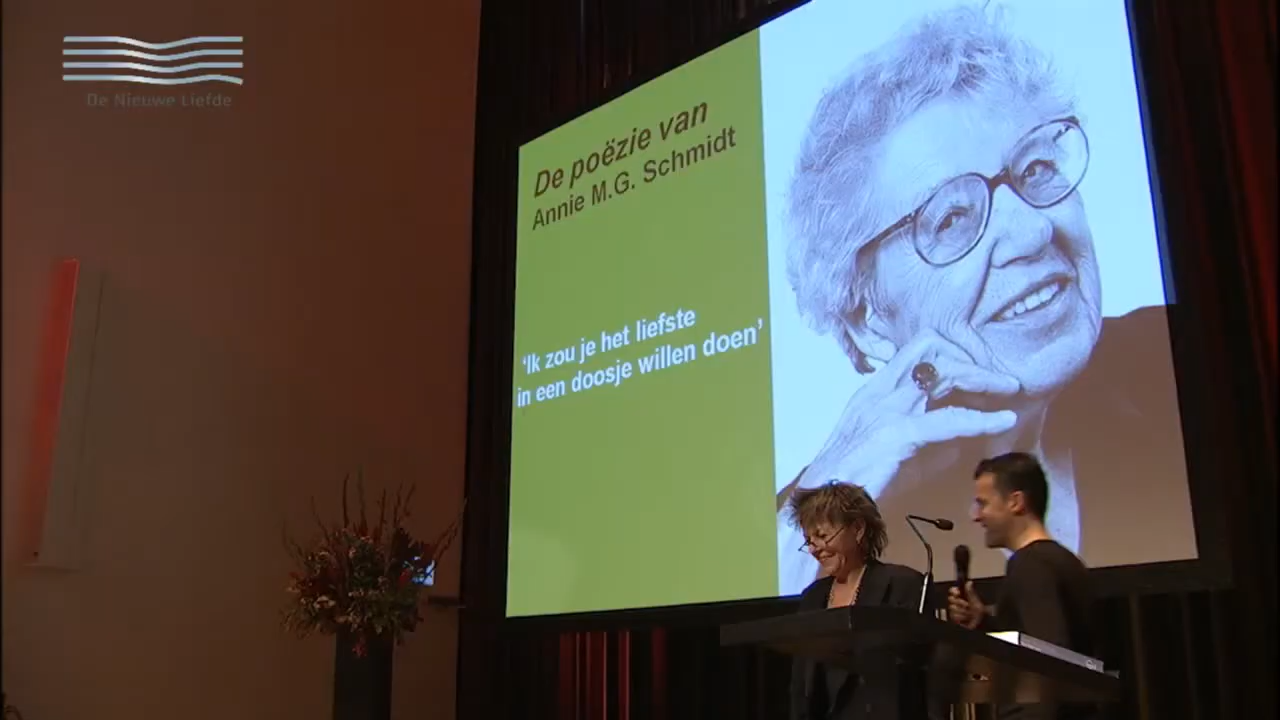 De Nieuwe Liefde
De poëzie van
Annie M.G. Schmidt
‘Ik zou je het liefste
in een doosje willen doen’